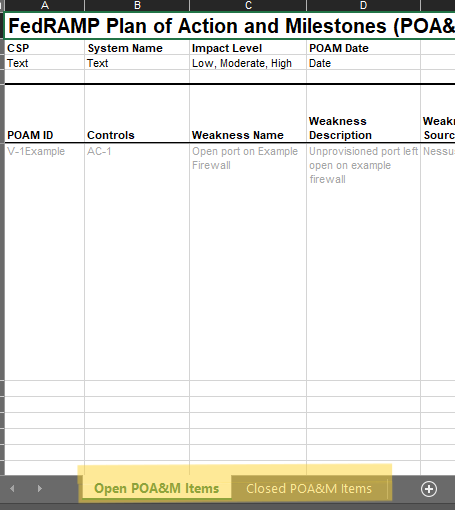 A B C D
FedRAMP Plan of Action and Milestones (POA&
CSP System Name Impact Level POAM Date
Text Text Low, Moderate, High Date
POAM ID Controls Weakness Name Weakness Description Weakn Sourc
V-1Example AC-1 Open port on Example Firewall Unprovisioned port left open on example firewall Nessu
Open POA&M Items Closed POA&M Items